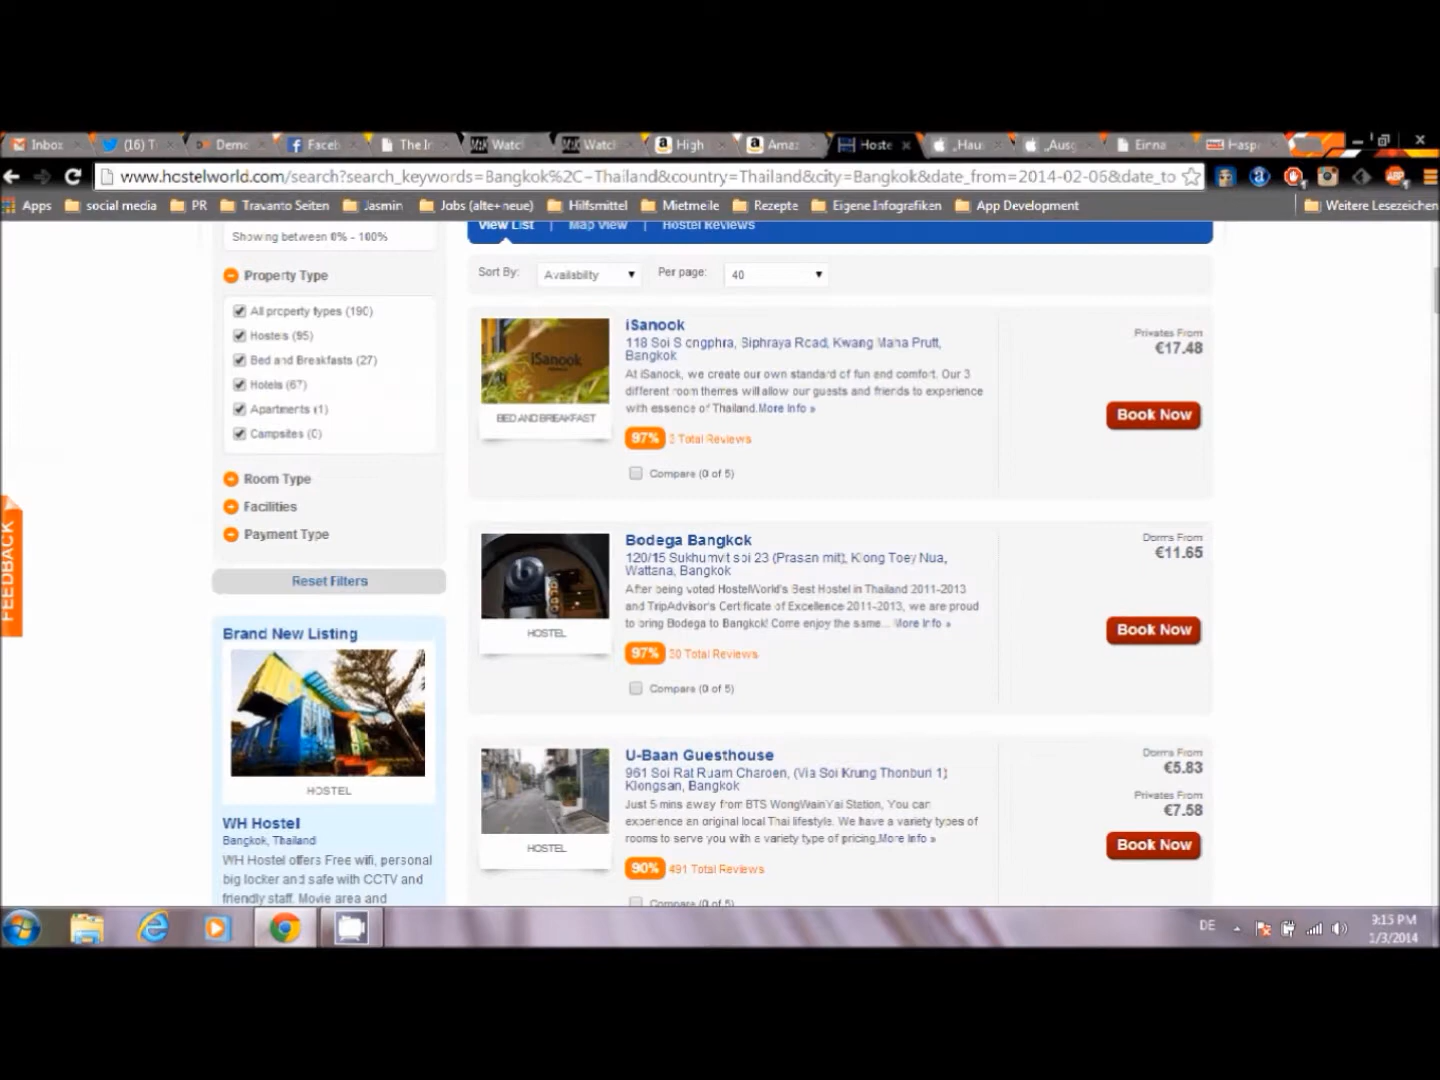 Inbox
(16) T
Demo
Faceb
The In
Watch
Watch
High
Amaz
Hoste
„Hau
„Ausg
Einna
Hasp
www.hostelworld.com/search?search_keywords=Bangkok%2C+Thailand&country=Thailand&city=Bangkok&date_from=2014-02-06&date_to
Apps
social media
PR
Travanto Seiten
Jasmin
Jobs (alte+neue)
Hilfsmittel
Mietmeile
Rezepte
Eigene Infografiken
App Development
Weitere Lesezeichen
Showing between 0% - 100%
Property Type
All property types (190)
Hostels (95)
Bed and Breakfasts (27)
Hotels (67)
Apartments (1)
Campsites (0)
Room Type
Facilities
Payment Type
Reset Filters
FEEDBACK
Brand New Listing
HOSTEL
WH Hostel
Bangkok, Thailand
WH Hostel offers Free wifi, personal
big locker and safe with CCTV and
friendly staff. Movie area and
View List | Map View | Hostel Reviews
Sort By: Availability Per page: 40
iSanook
BED AND BREAKFAST
iSanook
118 Soi Songphra, Siphraya Road, Kwang Maha Prutt,
Bangkok
At iSanock, we create our own standard of fun and comfort. Our 3
different room themes will allow our guests and friends to experience
with essence of Thailand.More Info »
97% 3 Total Reviews
Compare (0 of 5)
Privates From
€17.48
Book Now
HOSTEL
Bodega Bangkok
120/15 Sukhumvit soi 23 (Prasan mit), Klong Toey Nua,
Wattana, Bangkok
After being voted HostelWorld's Best Hostel in Thailand 2011-2013
and TripAdvisor's Certificate of Excellence 2011-2013, we are proud
to bring Bodega to Bangkok! Come enjoy the same... More Info »
97% 30 Total Reviews
Compare (0 of 5)
Dorms From
€11.65
Book Now
HOSTEL
U-Baan Guesthouse
961 Soi Rat Ruam Charoen, (Via Soi Krung Thonburi 1)
Klongsan, Bangkok
Just 5 mins away from BTS WongWainYai Station, You can
experience an original local Thai lifestyle. We have a variety types of
rooms to serve you with a variety type of pricing.More Info »
90% 491 Total Reviews
Compare (0 of 5)
Dorms From
€5.83
Privates From
€7.58
Book Now
DE
9:15 PM
1/3/2014